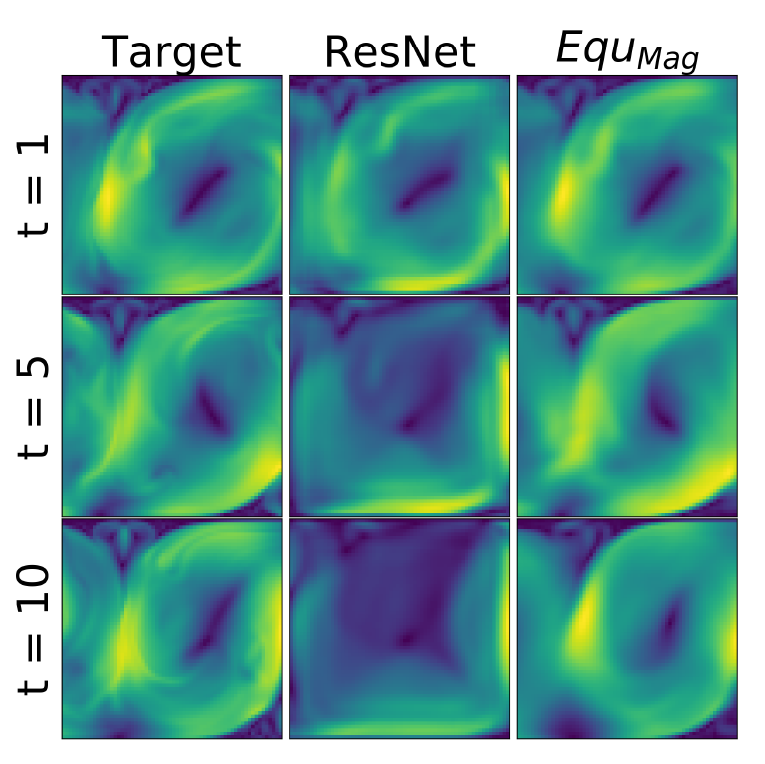 Target ResNet Equ_Mag
t = 1
t = 5
t = 10